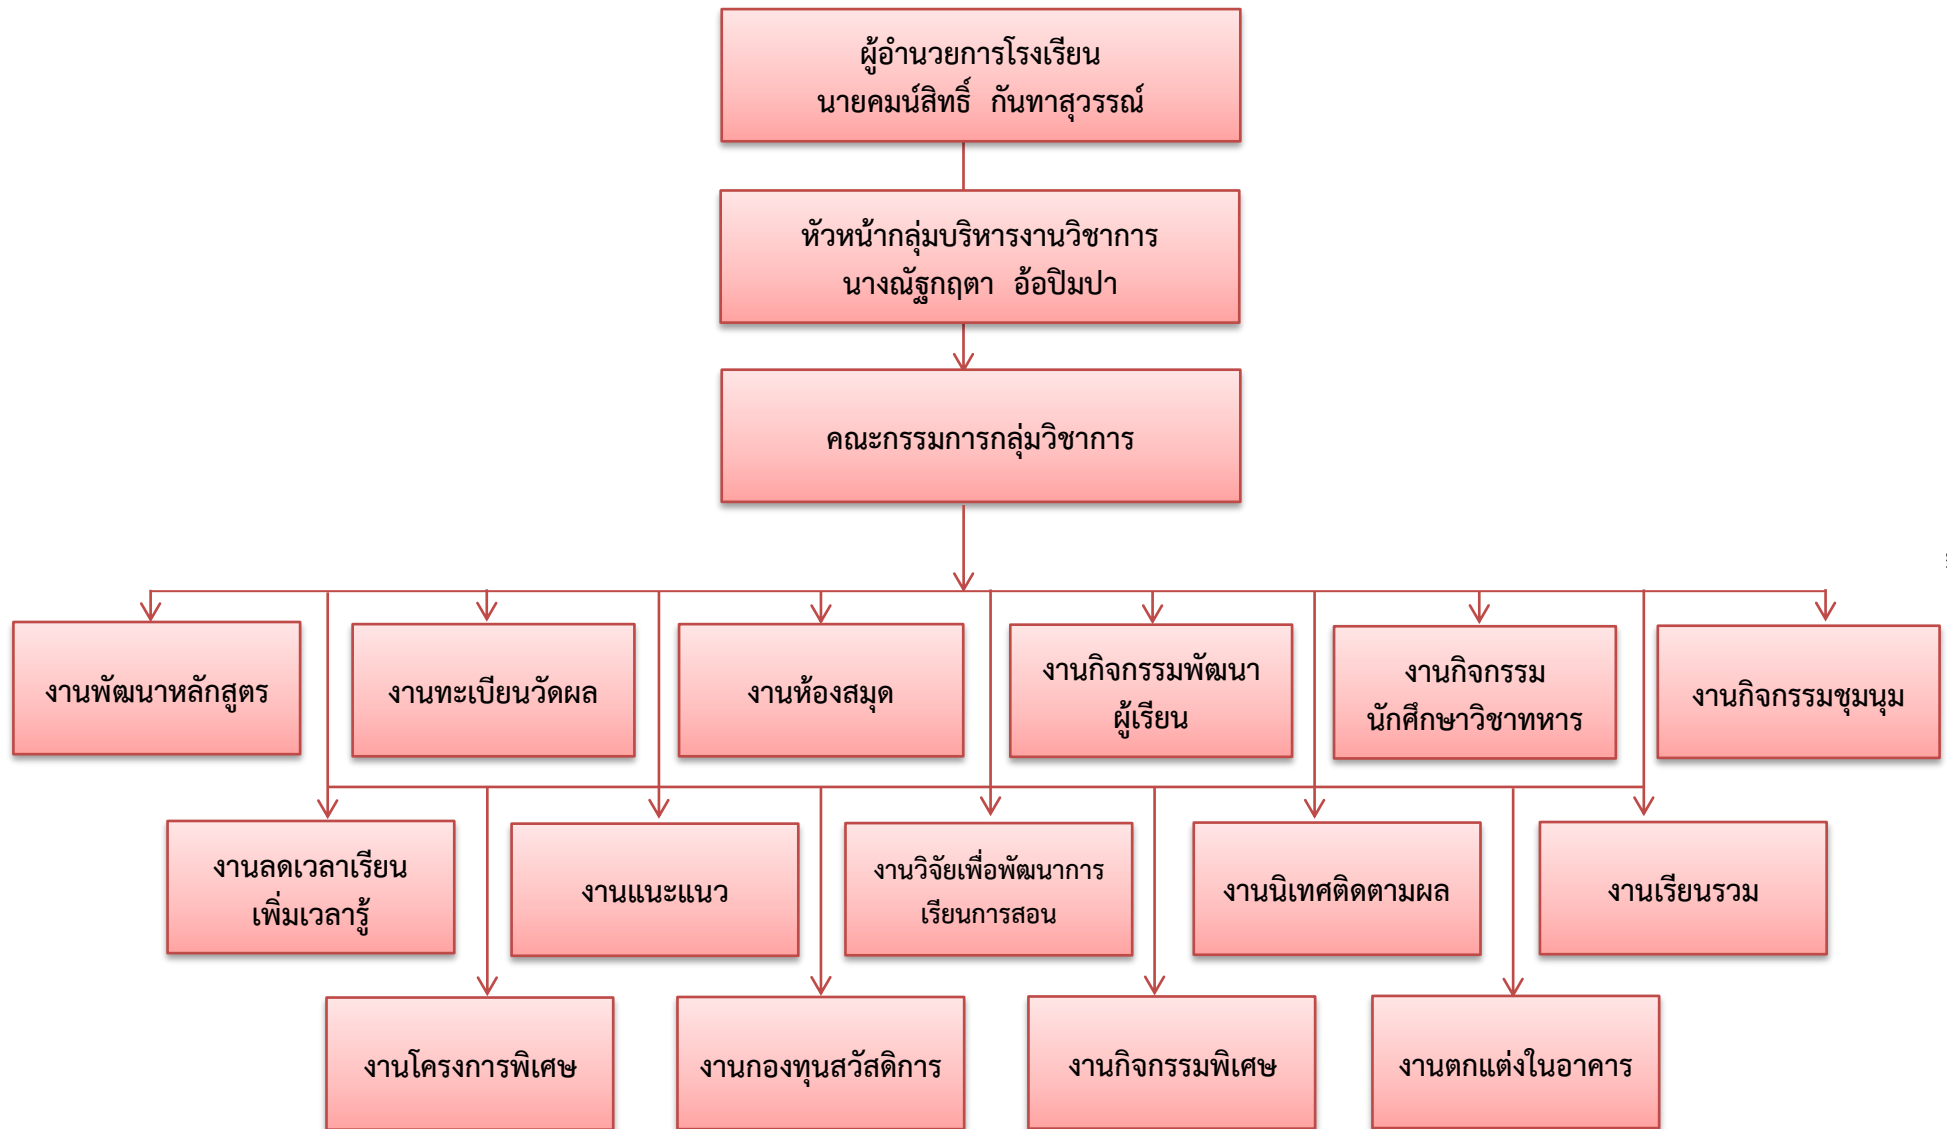 ผู้อำนวยการโรงเรียน
นายคมน์สิทธิ์ กันทาสุวรรณ์
หัวหน้ากลุ่มบริหารงานวิชาการ
นางณัฐกฤตา อ้อปิมปา
คณะกรรมการกลุ่มวิชาการ
งานพัฒนาหลักสูตร
งานทะเบียนวัดผล
งานห้องสมุด
งานกิจกรรมพัฒนา
ผู้เรียน
งานกิจกรรม
นักศึกษาวิชาทหาร
งานกิจกรรมชุมนุม
งานลดเวลาเรียน
เพิ่มเวลารู้
งานแนะแนว
งานวิจัยเพื่อพัฒนาการ
เรียนการสอน
งานนิเทศติดตามผล
งานเรียนรวม
งานโครงการพิเศษ
งานกองทุนสวัสดิการ
งานกิจกรรมพิเศษ
งานตกแต่งในอาคาร